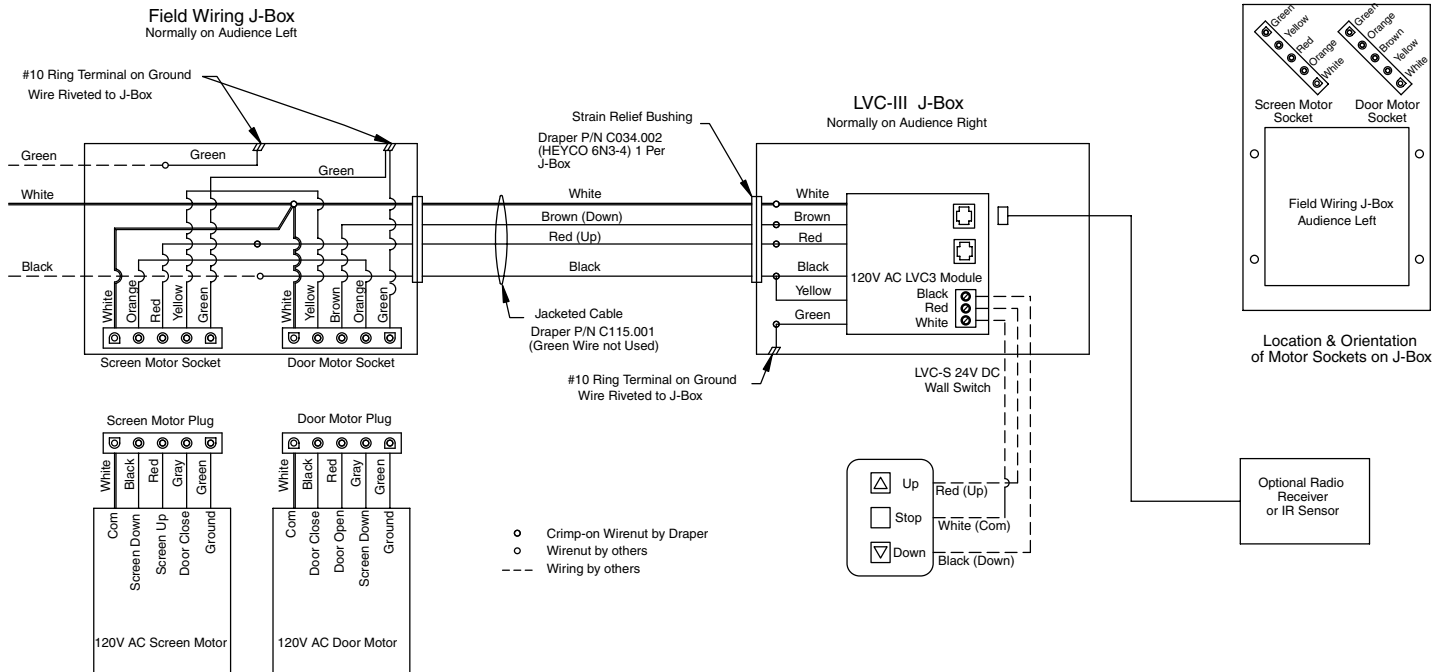 Field Wiring J-Box
Normally on Audience Left
#10 Ring Terminal on Ground
Wire Riveted to J-Box
Green
Green
Green
White
Black
White
Orange
Red
Yellow
Green
White
Yellow
Brown
Orange
Green
Screen Motor Socket
Door Motor Socket
Strain Relief Bushing
Draper P/N C034.002
(HEYCO 6N3-4) 1 Per
J-Box
White
Brown (Down)
Red (Up)
Black
Jacketed Cable
Draper P/N C115.001
(Green Wire not Used)
LVC-III J-Box
Normally on Audience Right
White
Brown
Red
Black
Yellow
Green
120V AC LVC3 Module
Black
Red
White
#10 Ring Terminal on Ground
Wire Riveted to J-Box
LVC-S 24V DC
Wall Switch
Green
Yellow
Red
Orange
White
Green
Orange
Brown
Yellow
White
Screen Motor
Socket
Door Motor
Socket
Field Wiring J-Box
Audience Left
Location & Orientation
of Motor Sockets on J-Box
Screen Motor Plug
White
Black
Red
Gray
Green
Com
Screen Down
Screen Up
Door Close
Ground
120V AC Screen Motor
Door Motor Plug
White
Black
Red
Gray
Green
Com
Door Close
Door Open
Screen Down
Ground
120V AC Door Motor
Crimp-on Wirenut by Draper
Wirenut by others
Wiring by others
Up
Stop
Down
Red (Up)
White (Com)
Black (Down)
Optional Radio
Receiver
or IR Sensor